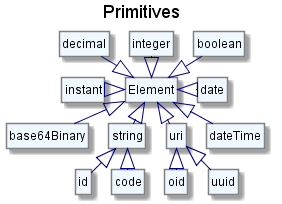 Primitives
decimal integer boolean
instant Element date
base64Binary string uri dateTime
id code oid uuid